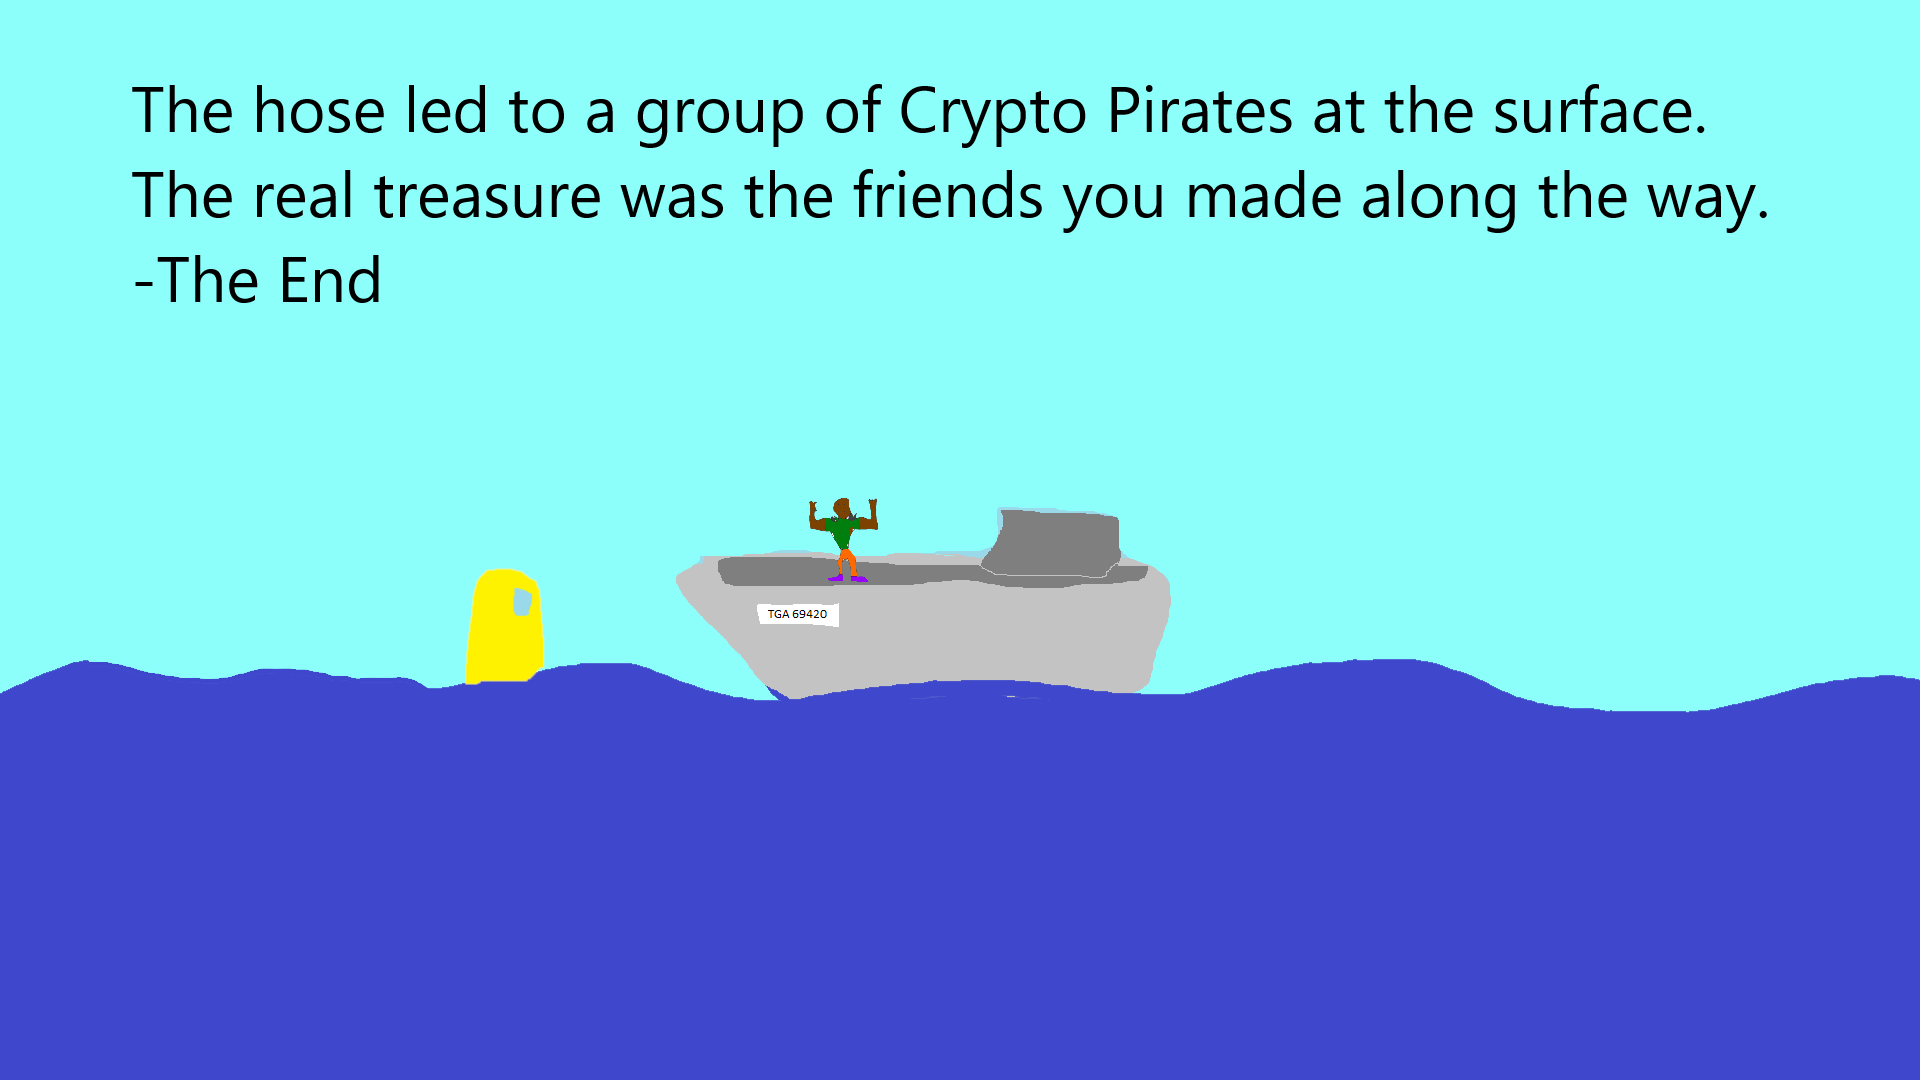 The hose led to a group of Crypto Pirates at the surface.
The real treasure was the friends you made along the way.
-The End
TGA 69420